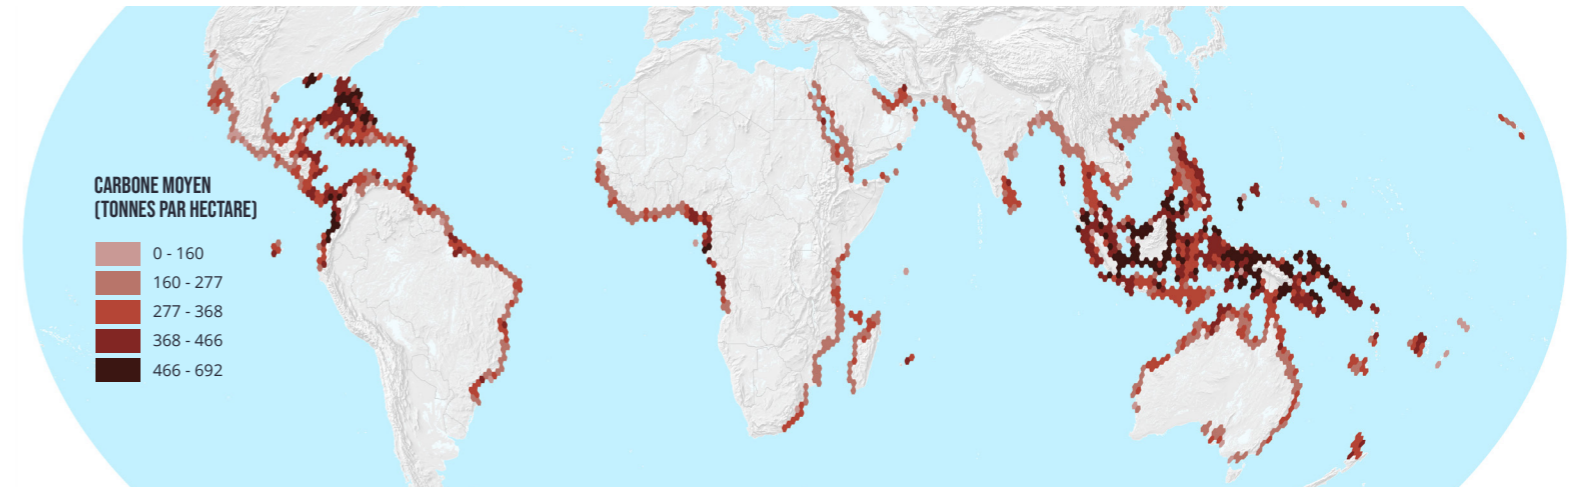 CARBONE MOYEN
(TONNES PAR HECTARE)
0 - 160
160 - 277
277 - 368
368 - 466
466 - 692